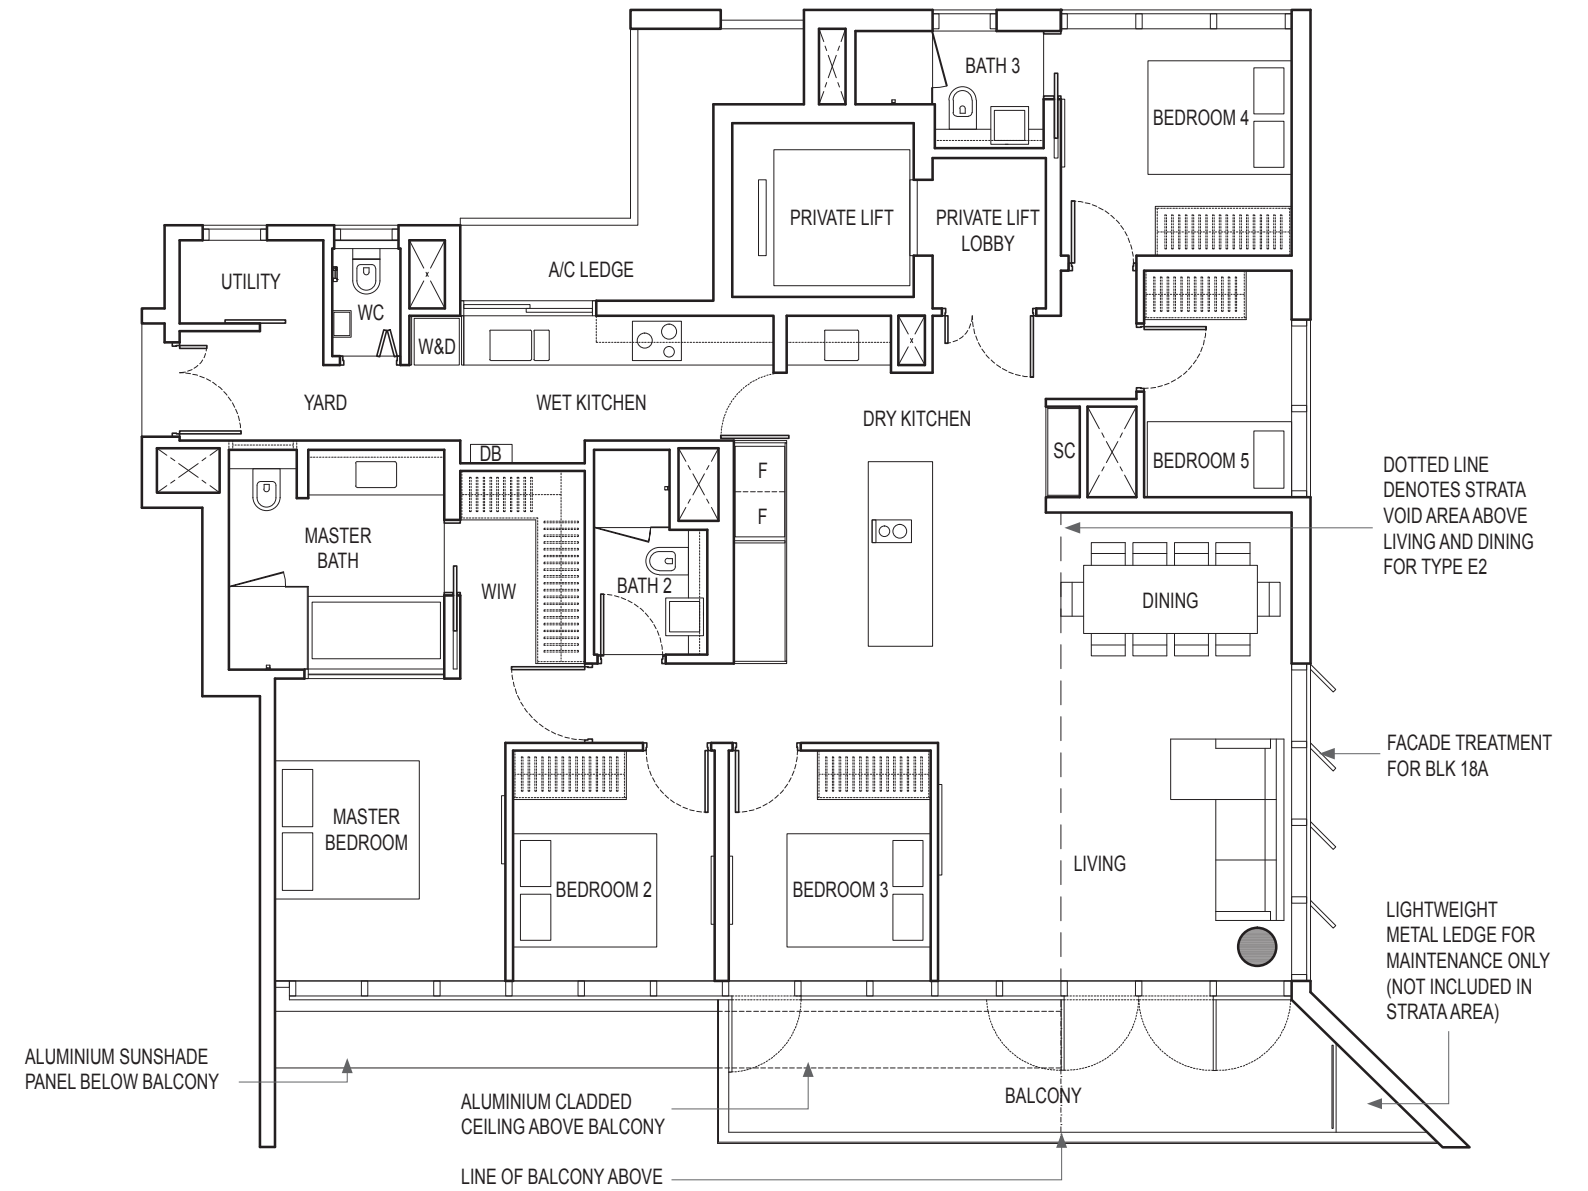 BATH 3
BEDROOM 4
PRIVATE LIFT
PRIVATE LIFT
LOBBY
A/C LEDGE
UTILITY
WC
W&D
YARD
WET KITCHEN
DRY KITCHEN
DB
F
F
SC
BEDROOM 5
DOTTED LINE
DENOTES STRATA
VOID AREA ABOVE
LIVING AND DINING
FOR TYPE E2
MASTER
BATH
WIW
BATH 2
DINING
FACADE TREATMENT
FOR BLK 18A
MASTER
BEDROOM
BEDROOM 2
BEDROOM 3
LIVING
LIGHTWEIGHT
METAL LEDGE FOR
MAINTENANCE ONLY
(NOT INCLUDED IN
STRATA AREA)
ALUMINIUM SUNSHADE
PANEL BELOW BALCONY
ALUMINIUM CLADDED
CEILING ABOVE BALCONY
BALCONY
LINE OF BALCONY ABOVE